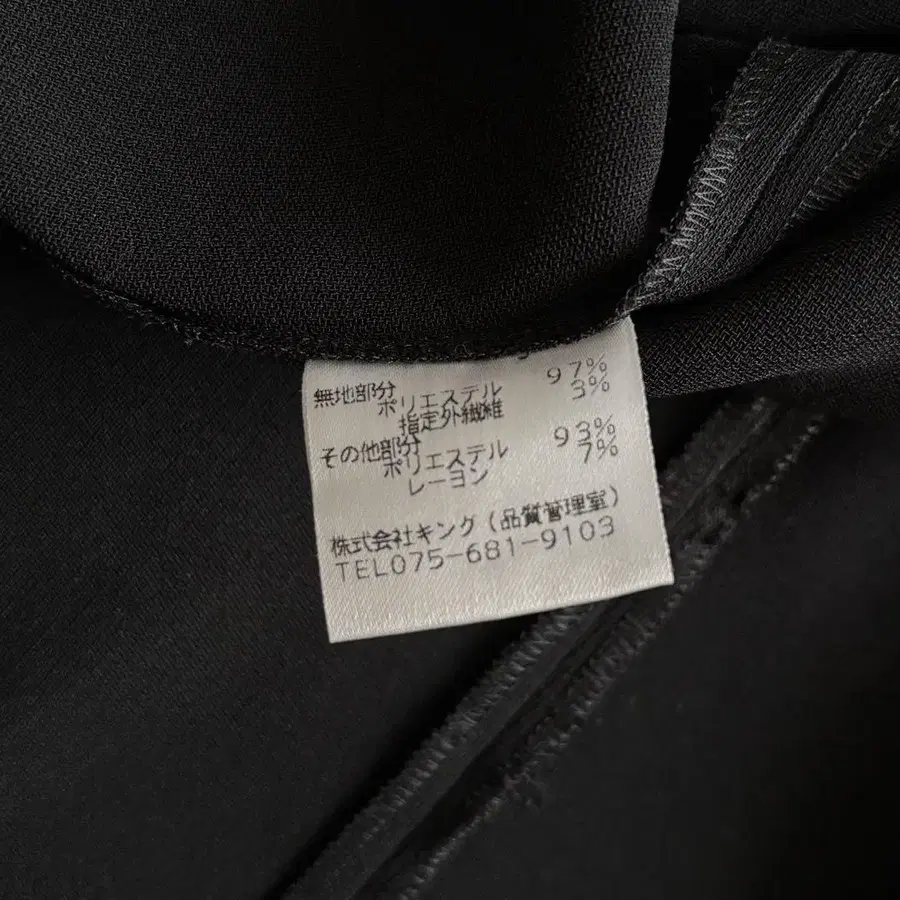 無地部分
ポリエステル 97%
指定外繊維 3%
その他部分
ポリエステル 93%
レーヨン 7%
株式会社キング(品質管理室)
TEL075-681-9103